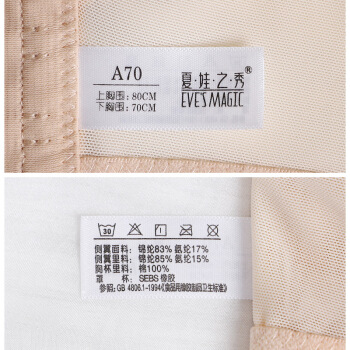 A70
上胸围:80CM
下胸围:70CM
夏·娃·之·秀®
EVE'S MAGIC
30
侧翼面料: 锦纶83% 氨纶17%
侧翼里料: 锦纶85% 氨纶15%
胸杯里料: 棉100%
罩 杯: SEBS 橡胶
参照: GB 4806.1-1994《食品用橡胶制品卫生标准》